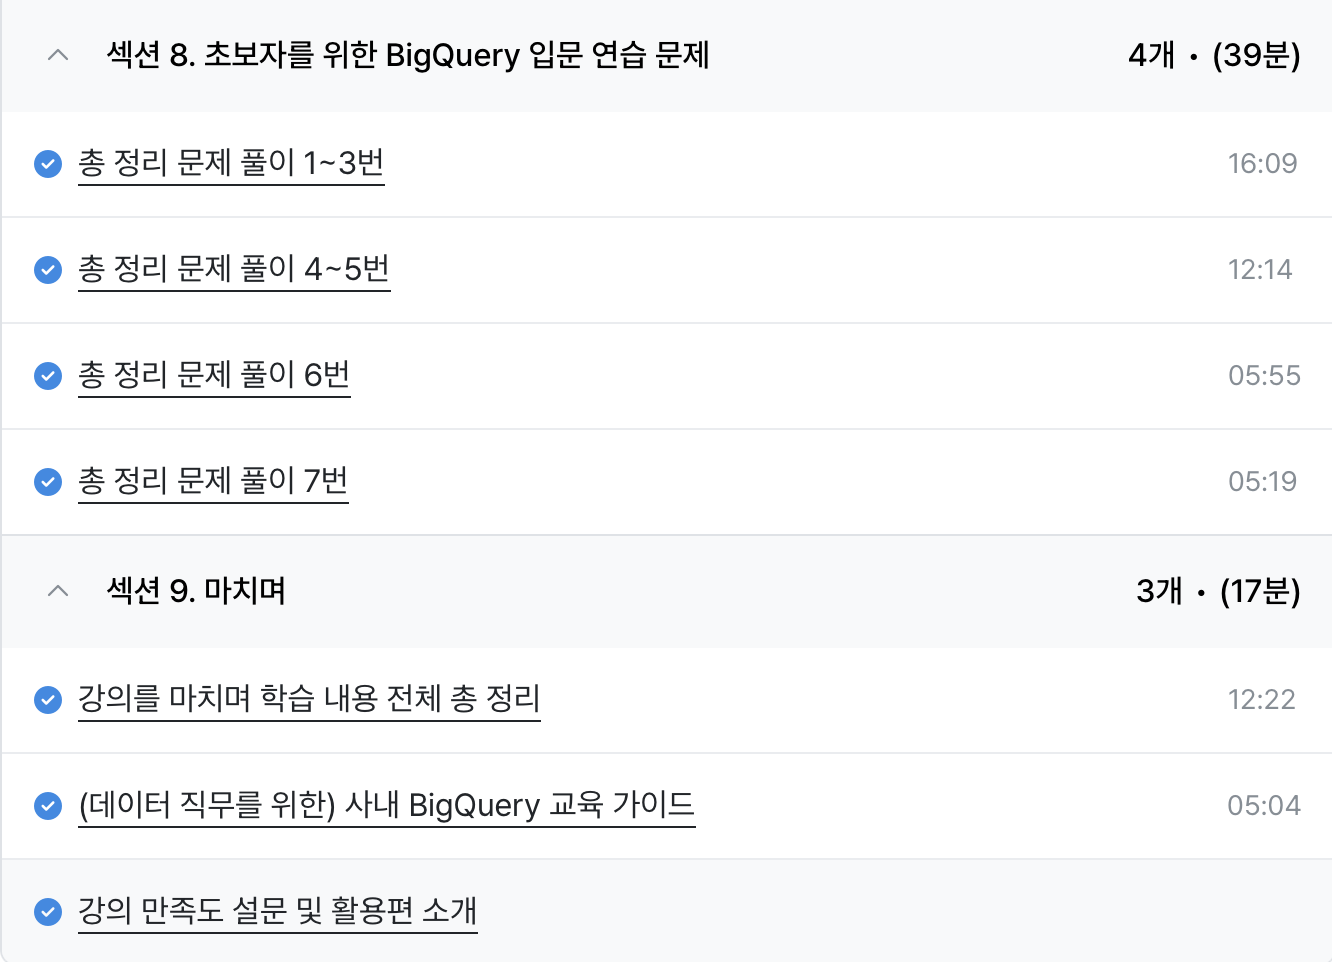 섹션 8. 초보자를 위한 BigQuery 입문 연습 문제 4개 • (39분)
총 정리 문제 풀이 1~3번 16:09
총 정리 문제 풀이 4~5번 12:14
총 정리 문제 풀이 6번 05:55
총 정리 문제 풀이 7번 05:19
섹션 9. 마치며 3개 • (17분)
강의를 마치며 학습 내용 전체 총 정리 12:22
(데이터 직무를 위한) 사내 BigQuery 교육 가이드 05:04
강의 만족도 설문 및 활용편 소개